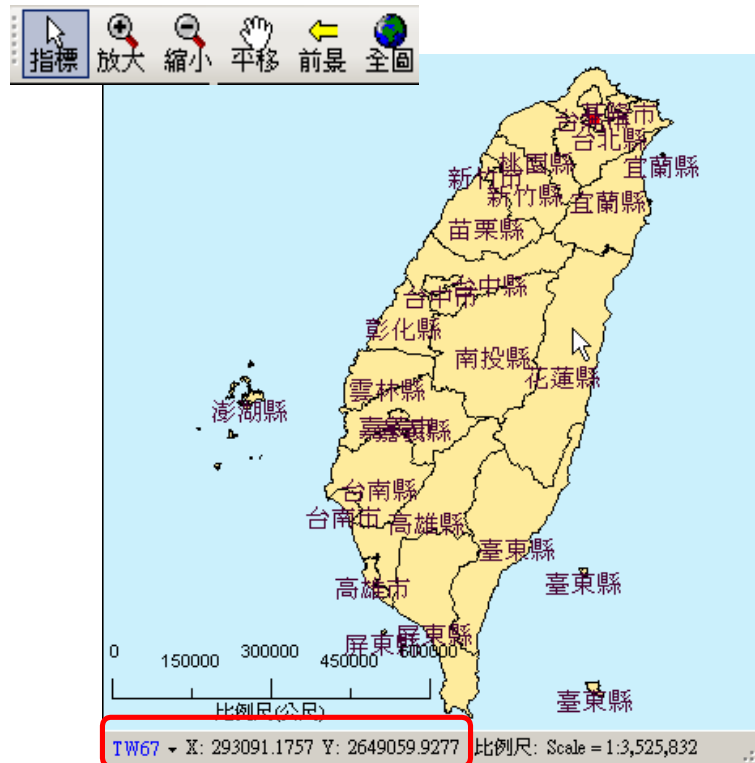 指標 放大 縮小 平移 前景 全圖
基隆市
台北市
台北縣
桃園縣
宜蘭縣
新竹市
新竹縣
宜蘭縣
苗栗縣
台中縣
台中市
彰化縣
南投縣
花蓮縣
雲林縣
澎湖縣
嘉義縣
台南縣
台南市
高雄縣
臺東縣
臺東縣
高雄市
屏東縣
屏東縣
臺東縣
0 150000 300000 450000 600000
比例尺(公尺)
TW67 X: 293091.1757 Y: 2649059.9277 比例尺: Scale = 1:3,525,832